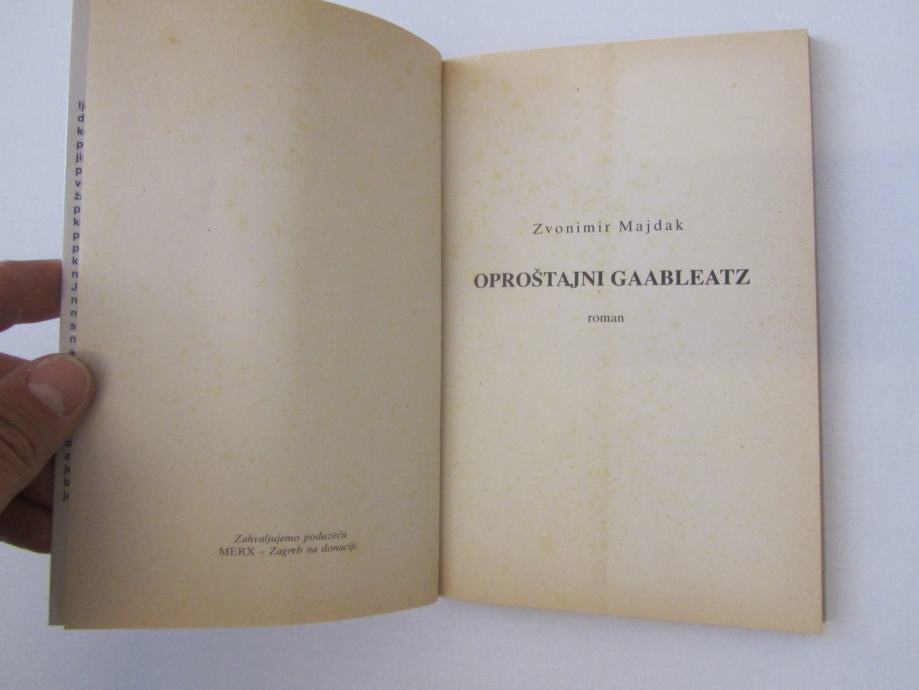 Zahvaljujemo poduzeću
MERX – Zagreb na donaciji.
Zvonimir Majdak
OPROŠTAJNI GAABLEATZ
roman